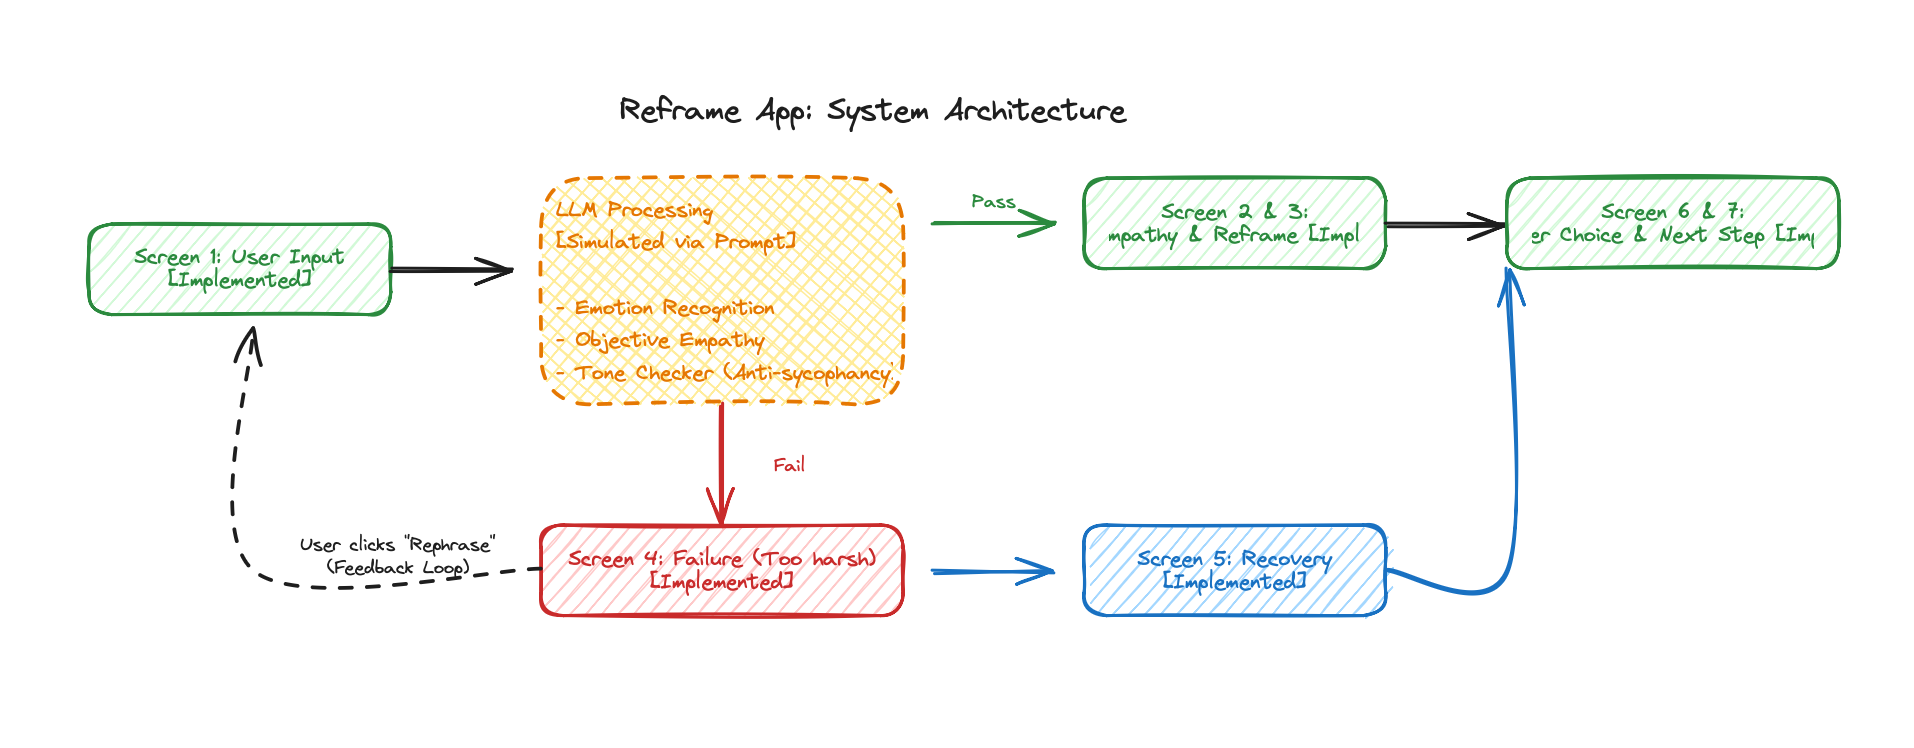 Reframe App: System Architecture
Screen 1: User Input
[Implemented]
LLM Processing
[Simulated via Prompt]
- Emotion Recognition
- Objective Empathy
- Tone Checker (Anti-sycophancy)
Pass
Screen 2 & 3:
mpathy & Reframe [Impl
Screen 6 & 7:
er Choice & Next Step [Im
Fail
User clicks "Rephrase"
(Feedback Loop)
Screen 4: Failure (Too harsh)
[Implemented]
Screen 5: Recovery
[Implemented]